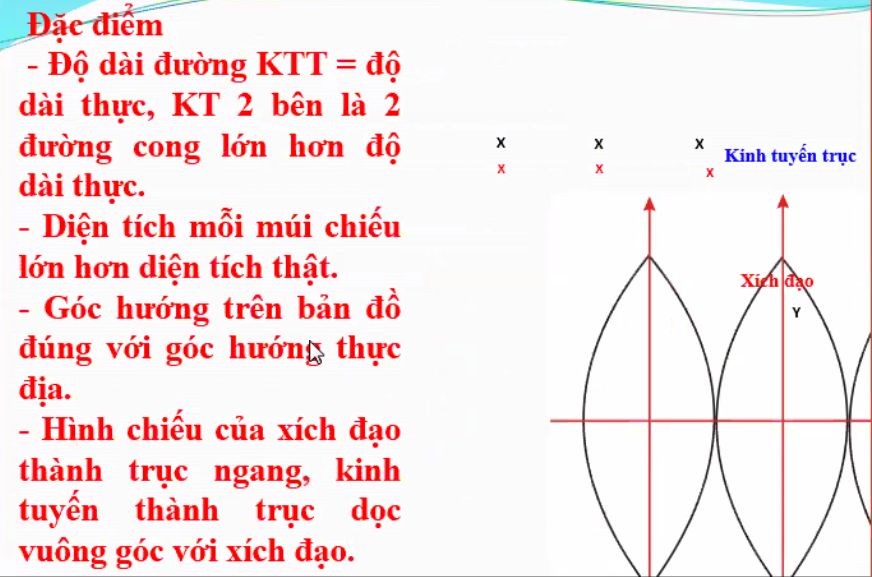 Đặc điểm
- Độ dài đường KTT = độ
dài thực, KT 2 bên là 2
đường cong lớn hơn độ
dài thực.
- Diện tích mỗi múi chiếu
lớn hơn diện tích thật.
- Góc hướng trên bản đồ
đúng với góc hướng thực
địa.
- Hình chiếu của xích đạo
thành trục ngang, kinh
tuyến thành trục dọc
vuông góc với xích đạo.
X X X
Kinh tuyến trục
X X X
Xích đạo
Y